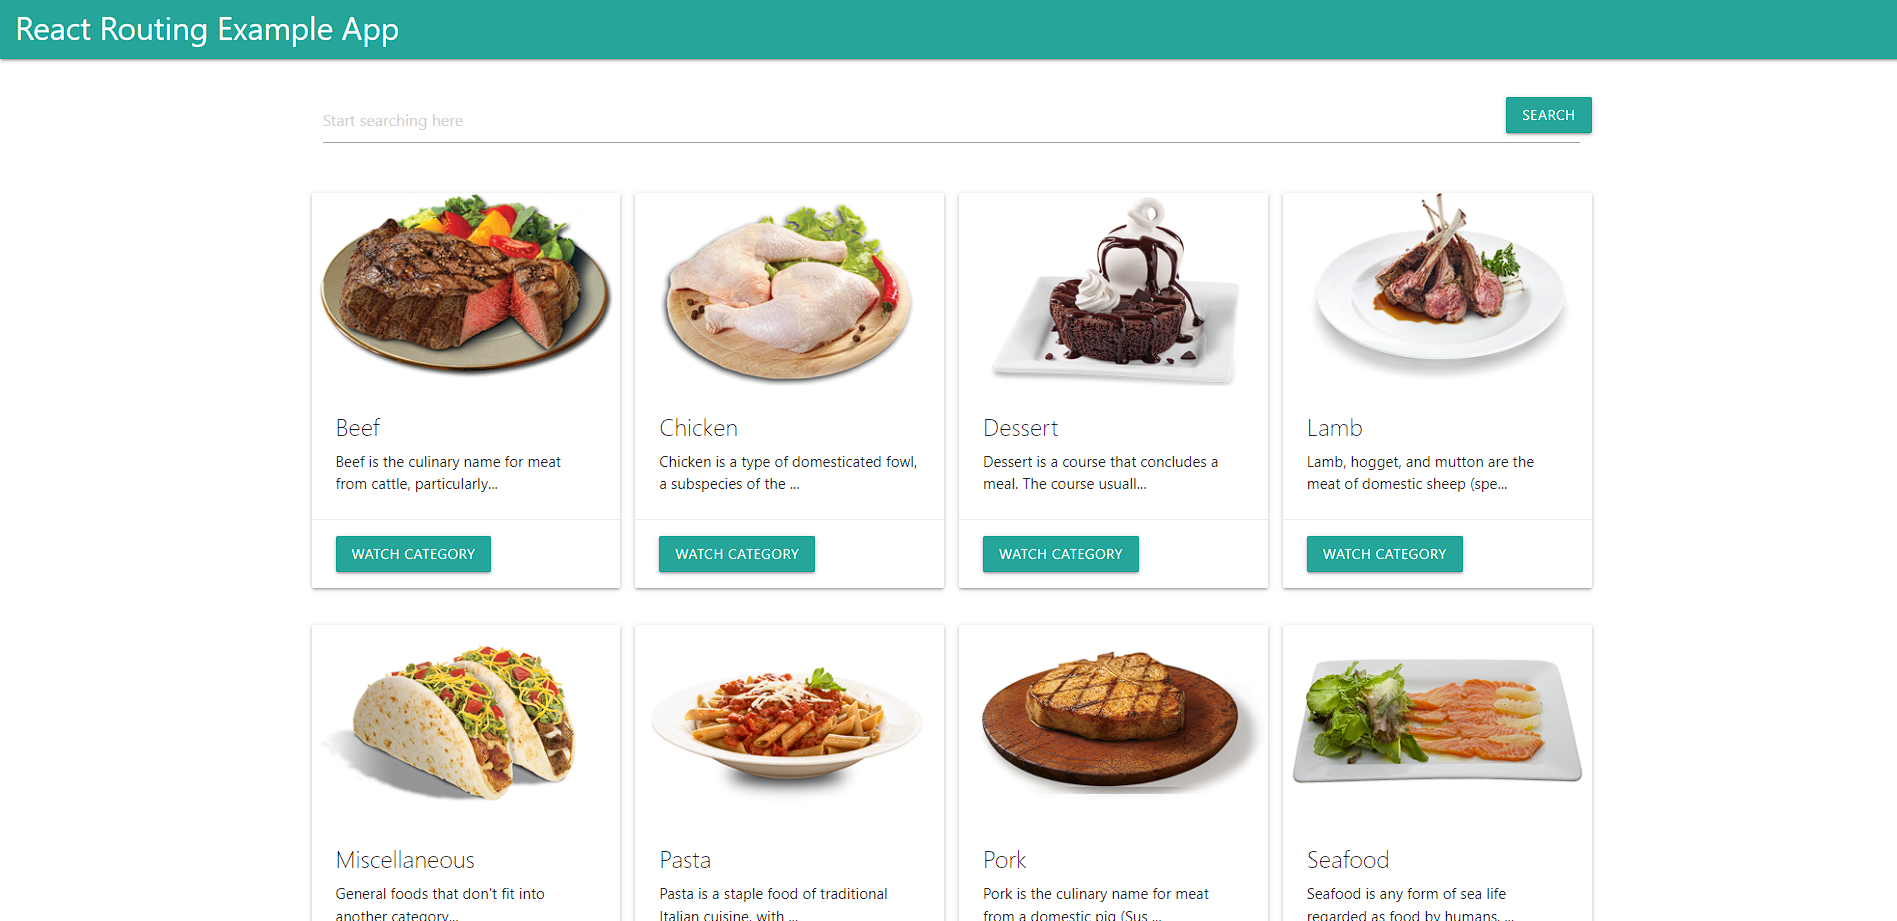 React Routing Example App
Start searching here
SEARCH
Beef
Beef is the culinary name for meat
from cattle, particularly...
WATCH CATEGORY
Chicken
Chicken is a type of domesticated fowl,
a subspecies of the ...
WATCH CATEGORY
Dessert
Dessert is a course that concludes a
meal. The course usuall...
WATCH CATEGORY
Lamb
Lamb, hogget, and mutton are the
meat of domestic sheep (spe...
WATCH CATEGORY
Miscellaneous
General foods that don't fit into
another category...
Pasta
Pasta is a staple food of traditional
Italian cuisine, with ...
Pork
Pork is the culinary name for meat
from a domestic pig (Sus ...
Seafood
Seafood is any form of sea life
regarded as food by humans, ...